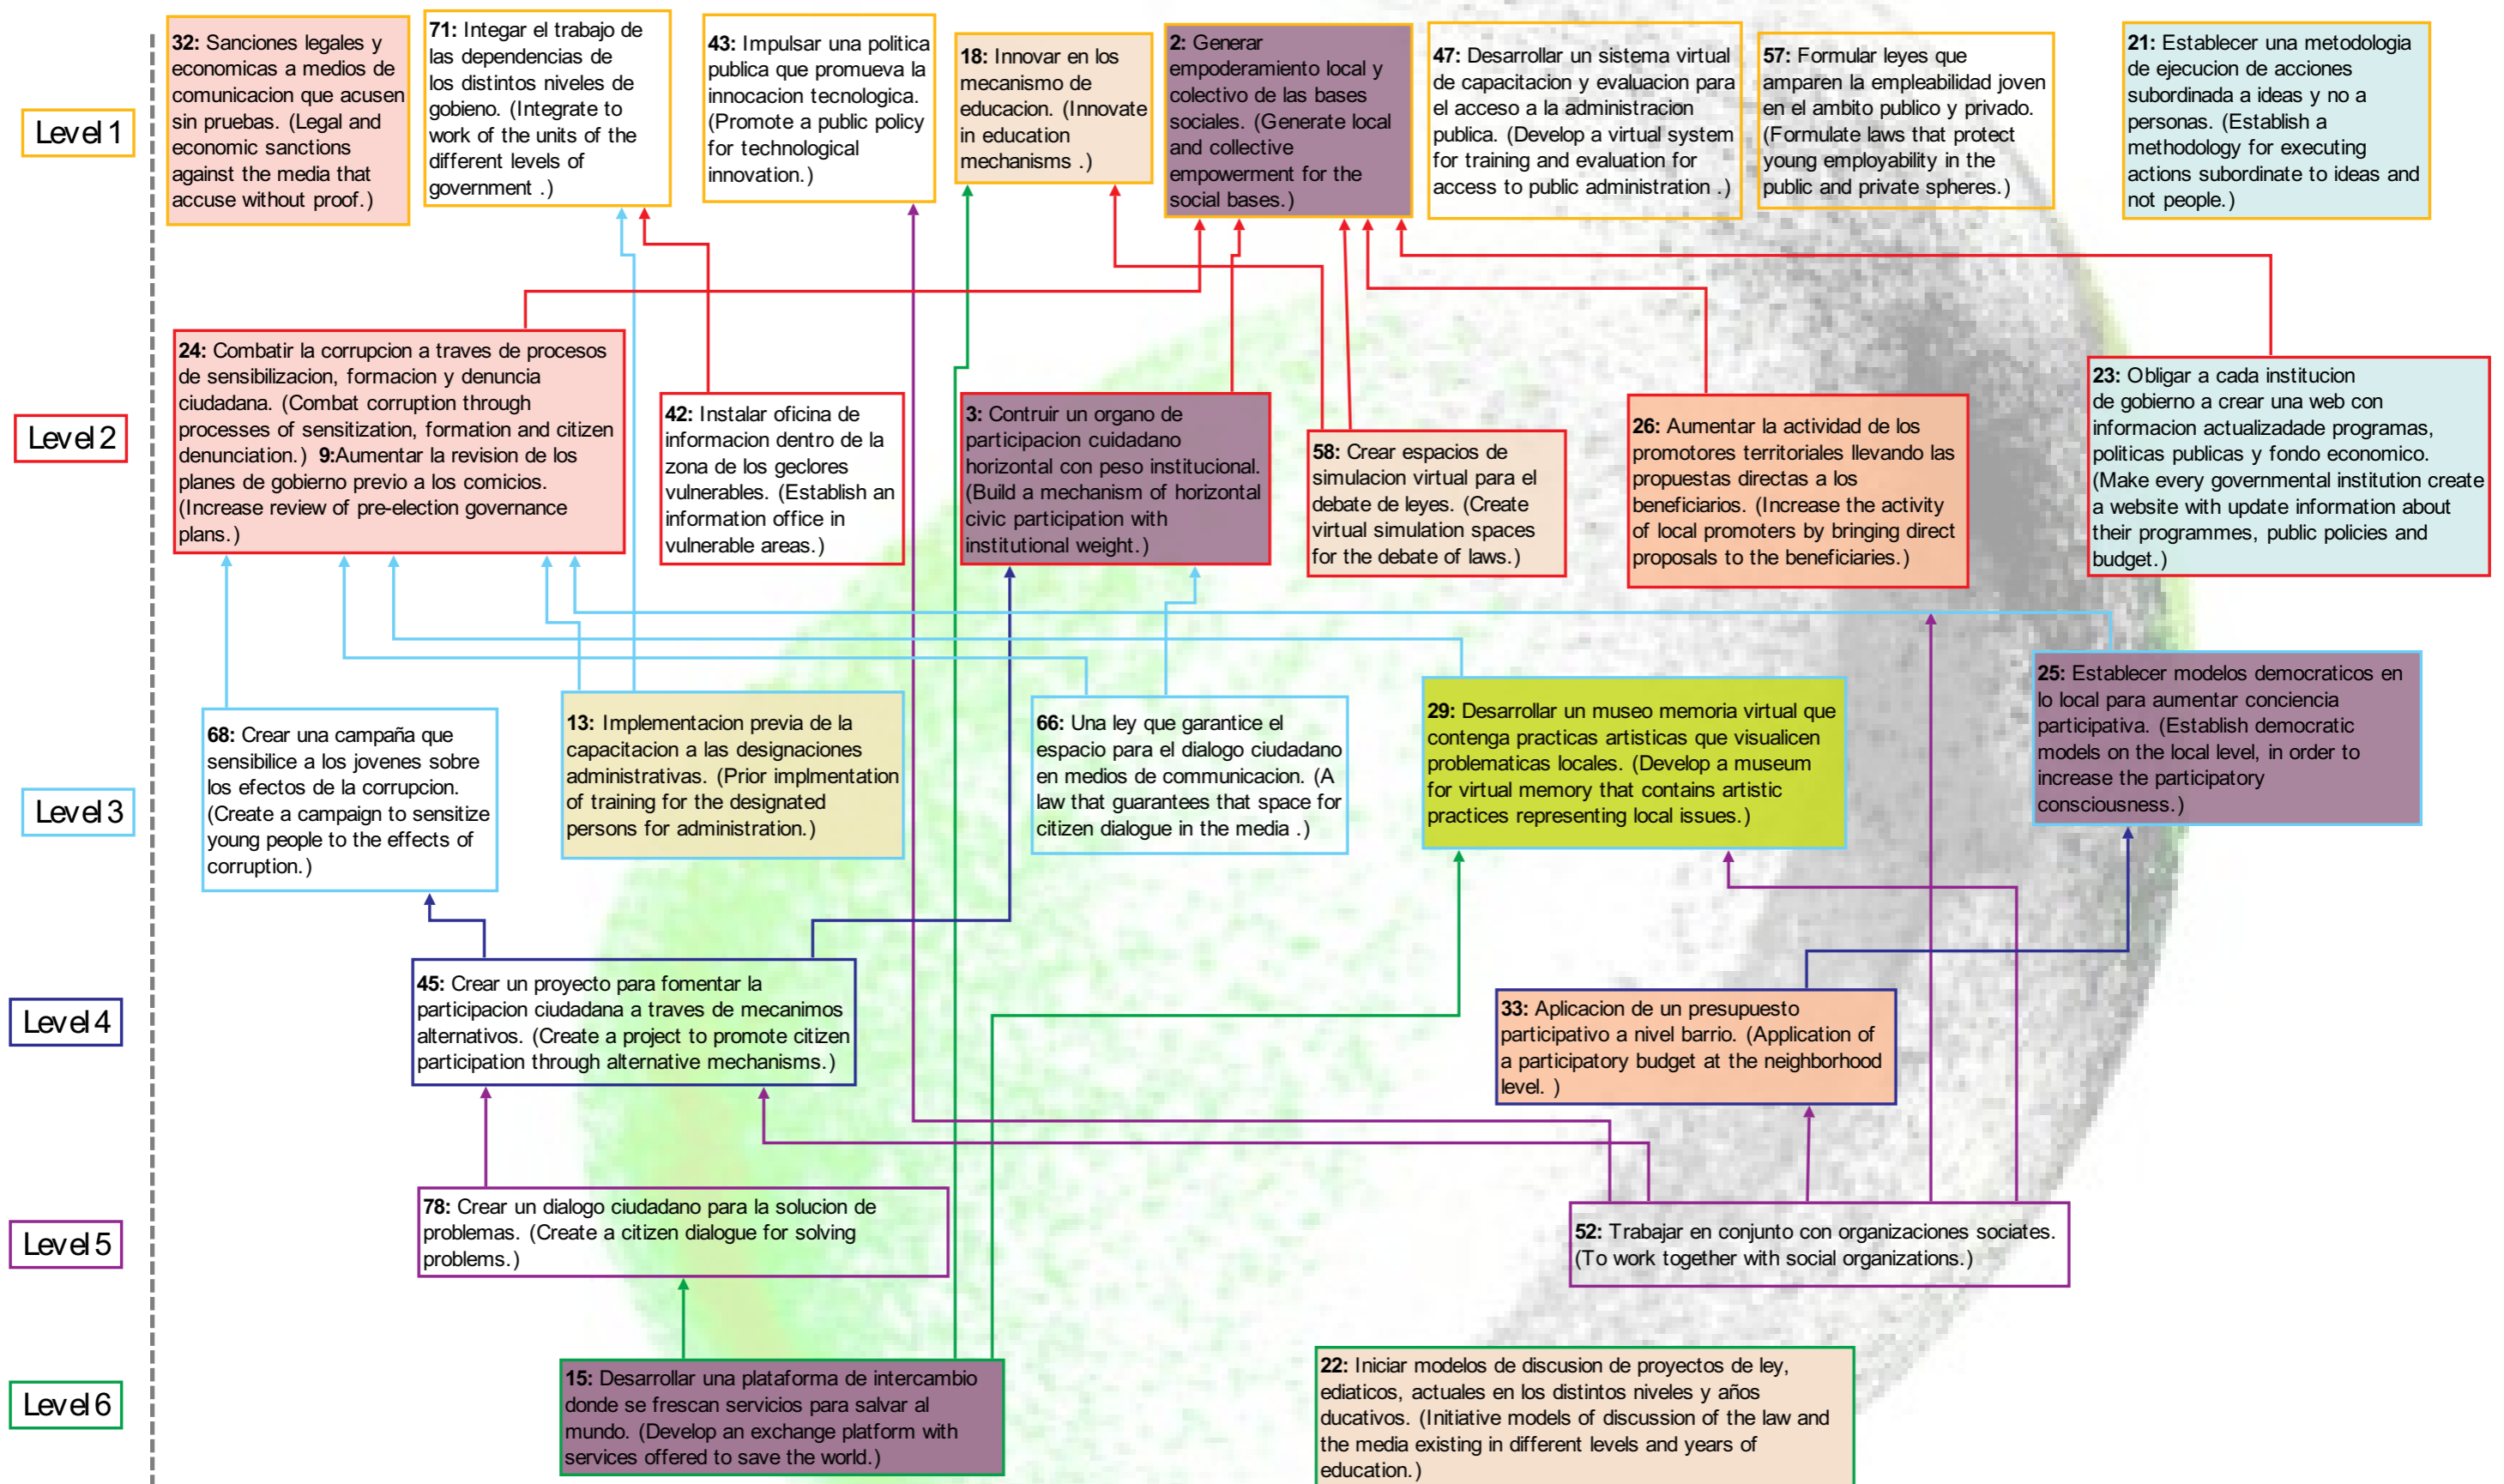 Level 1
32: Sanciones legales y
economicas a medios de
comunicacion que acusen
sin pruebas. (Legal and
economic sanctions
against the media that
accuse without proof.)
71: Integar el trabajo de
las dependencias de
los distintos niveles de
gobieno. (Integrate to
work of the units of the
different levels of
government .)
43: Impulsar una politica
publica que promueva la
innocacion tecnologica.
(Promote a public policy
for technological
innovation.)
18: Innovar en los
mecanismo de
educacion. (Innovate
in education
mechanisms .)
2: Generar
empoderamiento local y
colectivo de las bases
sociales. (Generate local
and collective
empowerment for the
social bases.)
47: Desarrollar un sistema virtual
de capacitacion y evaluacion para
el acceso a la administracion
publica. (Develop a virtual system
for training and evaluation for
access to public administration .)
57: Formular leyes que
amparen la empleabilidad joven
en el ambito publico y privado.
(Formulate laws that protect
young employability in the
public and private spheres.)
21: Establecer una metodologia
de ejecucion de acciones
subordinada a ideas y no a
personas. (Establish a
methodology for executing
actions subordinate to ideas and
not people.)
Level 2
24: Combatir la corrupcion a traves de procesos
de sensibilizacion, formacion y denuncia
ciudadana. (Combat corruption through
processes of sensitization, formation and citizen
denunciation.) 9:Aumentar la revision de los
planes de gobierno previo a los comicios.
(Increase review of pre-election governance
plans.)
42: Instalar oficina de
informacion dentro de la
zona de los geclores
vulnerables. (Establish an
information office in
vulnerable areas.)
3: Contruir un organo de
participacion cuidadano
horizontal con peso institucional.
(Build a mechanism of horizontal
civic participation with
institutional weight.)
58: Crear espacios de
simulacion virtual para el
debate de leyes. (Create
virtual simulation spaces
for the debate of laws.)
26: Aumentar la actividad de los
promotores territoriales llevando las
propuestas directas a los
beneficiarios. (Increase the activity
of local promoters by bringing direct
proposals to the beneficiaries.)
23: Obligar a cada institucion
de gobierno a crear una web con
informacion actualizadade programas,
politicas publicas y fondo economico.
(Make every governmental institution create
a website with update information about
their programmes, public policies and
budget.)
Level 3
68: Crear una campaña que
sensibilice a los jovenes sobre
los efectos de la corrupcion.
(Create a campaign to sensitize
young people to the effects of
corruption.)
13: Implementacion previa de la
capacitacion a las designaciones
administrativas. (Prior implmentation
of training for the designated
persons for administration.)
66: Una ley que garantice el
espacio para el dialogo ciudadano
en medios de communicacion. (A
law that guarantees that space for
citizen dialogue in the media .)
29: Desarrollar un museo memoria virtual que
contenga practicas artisticas que visualicen
problematicas locales. (Develop a museum
for virtual memory that contains artistic
practices representing local issues.)
25: Establecer modelos democraticos en
lo local para aumentar conciencia
participativa. (Establish democratic
models on the local level, in order to
increase the participatory
consciousness.)
Level 4
45: Crear un proyecto para fomentar la
participacion ciudadana a traves de mecanimos
alternativos. (Create a project to promote citizen
participation through alternative mechanisms.)
33: Aplicacion de un presupuesto
participativo a nivel barrio. (Application of
a participatory budget at the neighborhood
level. )
Level 5
78: Crear un dialogo ciudadano para la solucion de
problemas. (Create a citizen dialogue for solving
problems.)
52: Trabajar en conjunto con organizaciones sociates.
(To work together with social organizations.)
Level 6
15: Desarrollar una plataforma de intercambio
donde se frescan servicios para salvar al
mundo. (Develop an exchange platform with
services offered to save the world.)
22: Iniciar modelos de discusion de proyectos de ley,
ediaticos, actuales en los distintos niveles y años
ducativos. (Initiative models of discussion of the law and
the media existing in different levels and years of
education.)